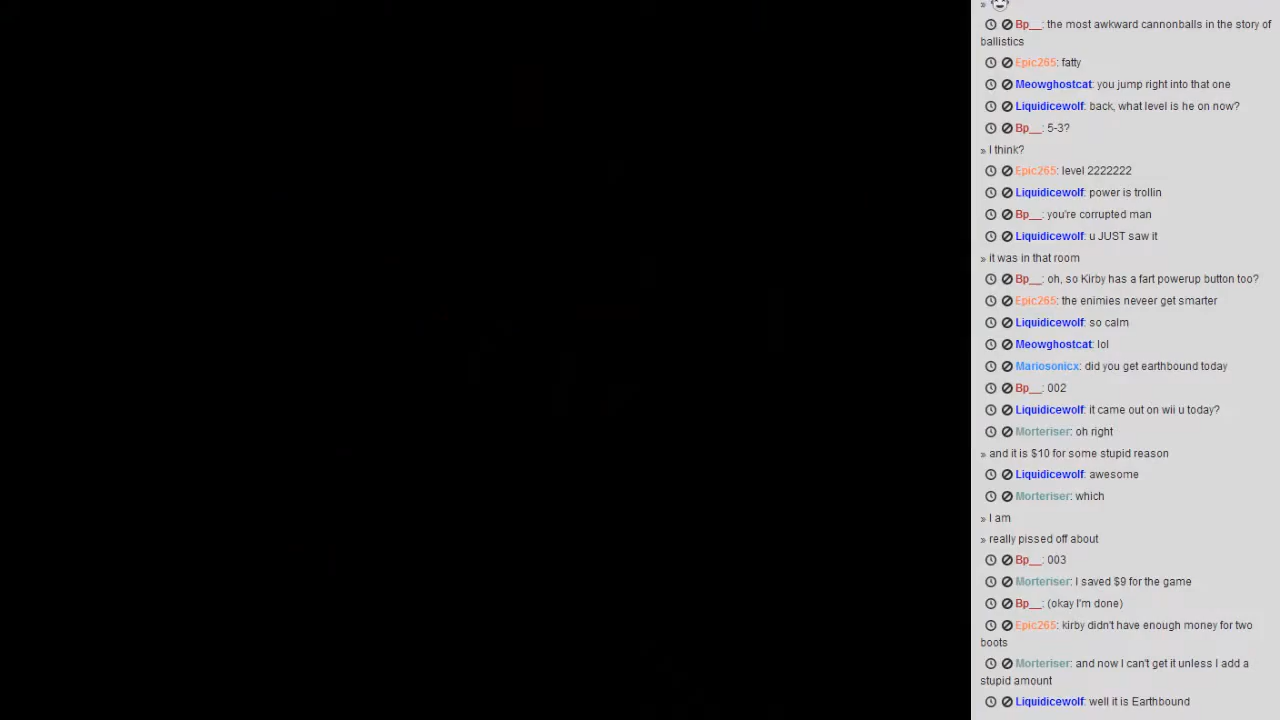 »
Bp__: the most awkward cannonballs in the story of
ballistics
Epic265: fatty
Meowghostcat: you jump right into that one
Liquidicewolf: back, what level is he on now?
Bp__: 5-3?
» I think?
Epic265: level 2222222
Liquidicewolf: power is trollin
Bp__: you're corrupted man
Liquidicewolf: u JUST saw it
» it was in that room
Bp__: oh, so Kirby has a fart powerup button too?
Epic265: the enimies neveer get smarter
Liquidicewolf: so calm
Meowghostcat: lol
Mariosonicx: did you get earthbound today
Bp__: 002
Liquidicewolf: it came out on wii u today?
Morteriser: oh right
» and it is $10 for some stupid reason
Liquidicewolf: awesome
Morteriser: which
» I am
» really pissed off about
Bp__: 003
Morteriser: I saved $9 for the game
Bp__: (okay I'm done)
Epic265: kirby didn't have enough money for two
boots
Morteriser: and now I can't get it unless I add a
stupid amount
Liquidicewolf: well it is Earthbound